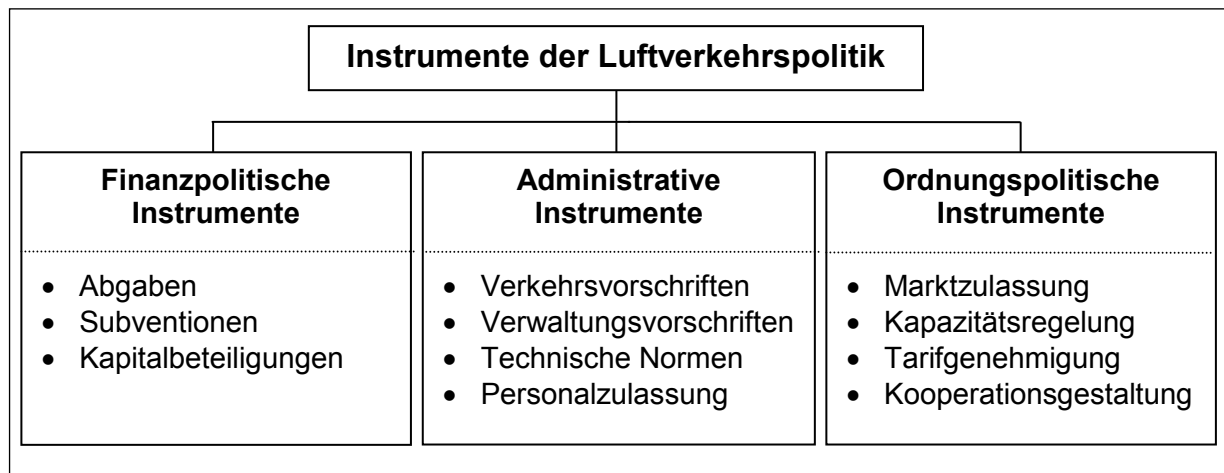 Instrumente der Luftverkehrspolitik
Finanzpolitische
Instrumente
• Abgaben
• Subventionen
• Kapitalbeteiligungen
Administrative
Instrumente
• Verkehrsvorschriften
• Verwaltungsvorschriften
• Technische Normen
• Personalzulassung
Ordnungspolitische
Instrumente
• Marktzulassung
• Kapazitätsregelung
• Tarifgenehmigung
• Kooperationsgestaltung